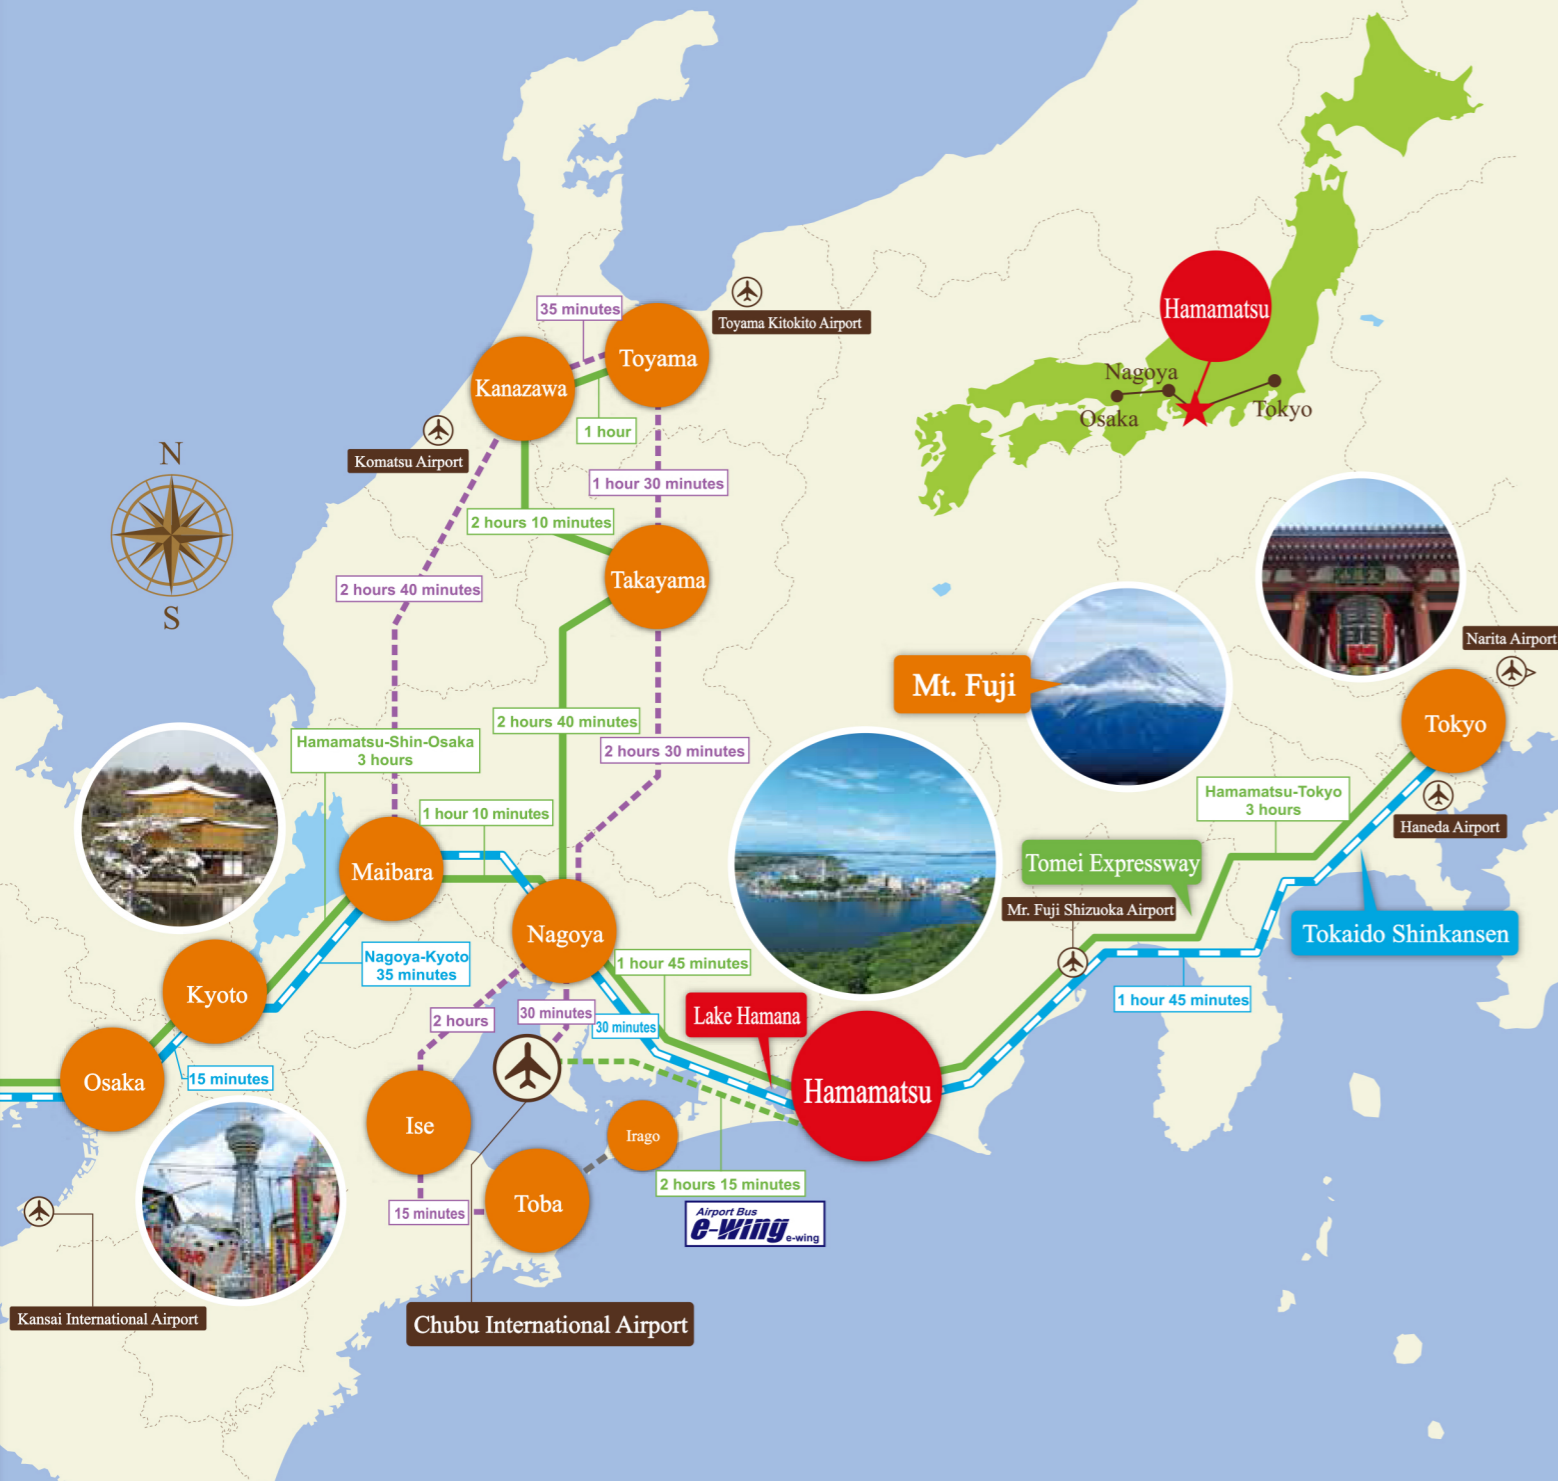 35 minutes
Toyama Kitokito Airport
Toyama
Kanazawa
1 hour
Komatsu Airport
1 hour 30 minutes
2 hours 10 minutes
Takayama
2 hours 40 minutes
N
S
Hamamatsu
Nagoya
Osaka
Tokyo
Narita Airport
Mt. Fuji
Tokyo
2 hours 40 minutes
2 hours 30 minutes
Hamamatsu-Shin-Osaka
3 hours
1 hour 10 minutes
Hamamatsu-Tokyo
3 hours
Haneda Airport
Maibara
Tomei Expressway
Mr. Fuji Shizuoka Airport
Nagoya
Tokaido Shinkansen
Nagoya-Kyoto
35 minutes
1 hour 45 minutes
Kyoto
1 hour 45 minutes
2 hours
30 minutes
30 minutes
Lake Hamana
Osaka
15 minutes
Hamamatsu
Ise
Irago
2 hours 15 minutes
Toba
15 minutes
Airport Bus
e-wing
e-wing
Kansai International Airport
Chubu International Airport